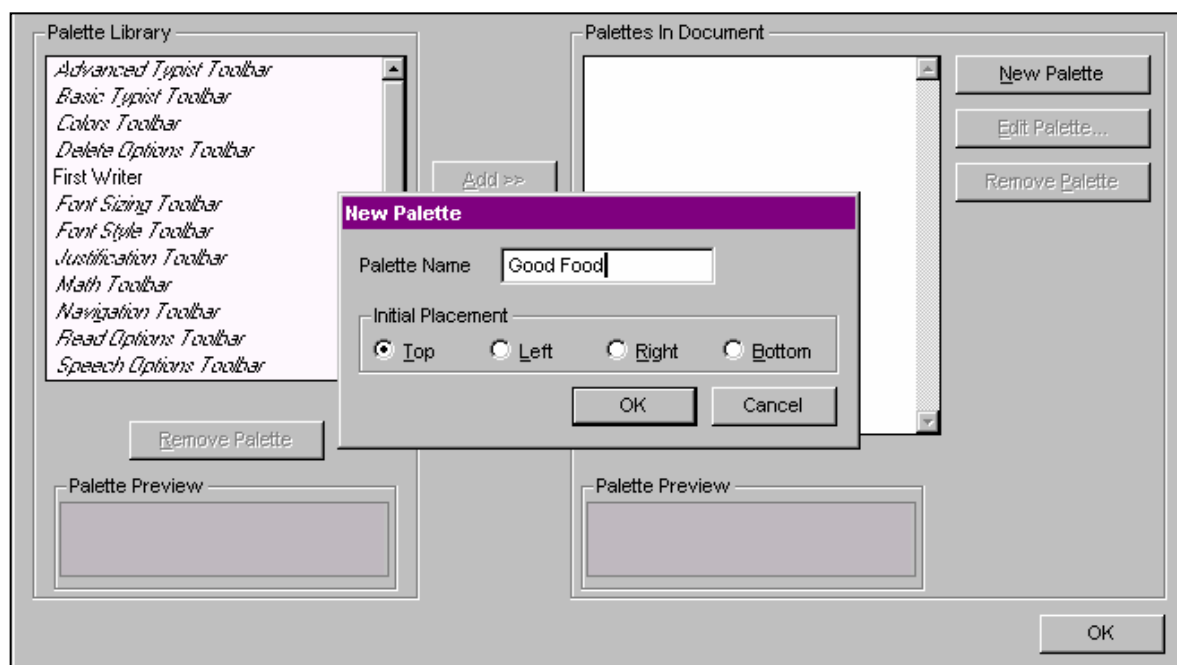 Palette Library
Advanced Typist Toolbar
Basic Typist Toolbar
Colors Toolbar
Delete Options Toolbar
First Writer
Font Sizing Toolbar
Font Style Toolbar
Justification Toolbar
Math Toolbar
Navigation Toolbar
Read Options Toolbar
Speech Options Toolbar
Remove Palette
Palette Preview
Add >>
Palettes In Document
New Palette
Edit Palette...
Remove Palette
New Palette
Palette Name Good Food
Initial Placement
Top Left Right Bottom
OK Cancel
Palette Preview
OK